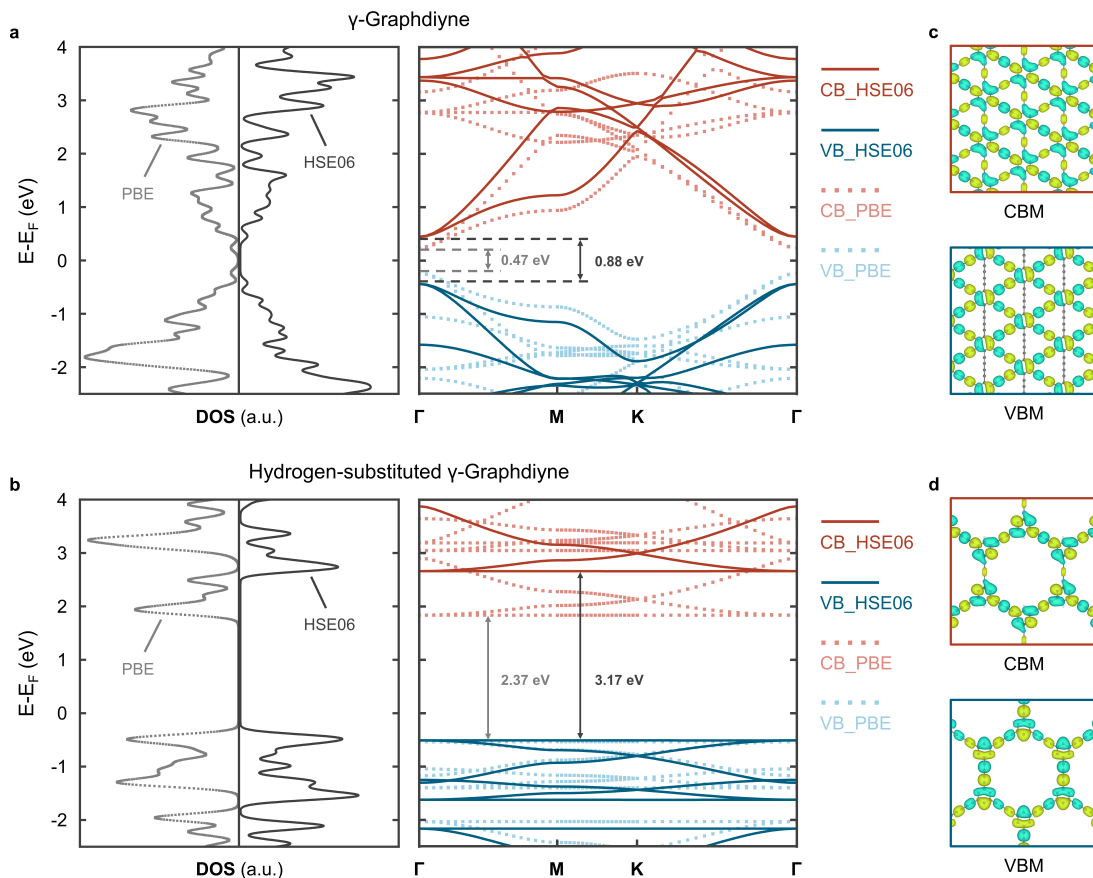 γ-Graphdiyne
a
c
4
3
2
1
0
-1
-2
E-E_F (eV)
PBE
HSE06
DOS (a.u.)
0.47 eV
0.88 eV
Γ
M
K
Γ
CB_HSE06
VB_HSE06
CB_PBE
VB_PBE
CBM
VBM
Hydrogen-substituted γ-Graphdiyne
b
d
4
3
2
1
0
-1
-2
E-E_F (eV)
PBE
HSE06
DOS (a.u.)
2.37 eV
3.17 eV
Γ
M
K
Γ
CB_HSE06
VB_HSE06
CB_PBE
VB_PBE
CBM
VBM